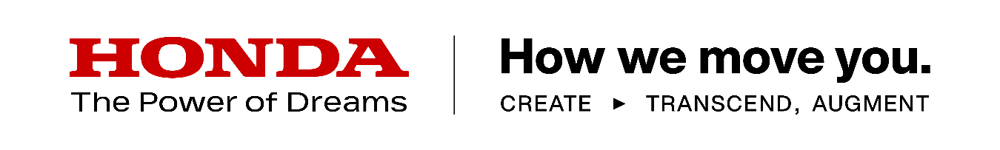 HONDA
The Power of Dreams
How we move you.
CREATE ► TRANSCEND, AUGMENT